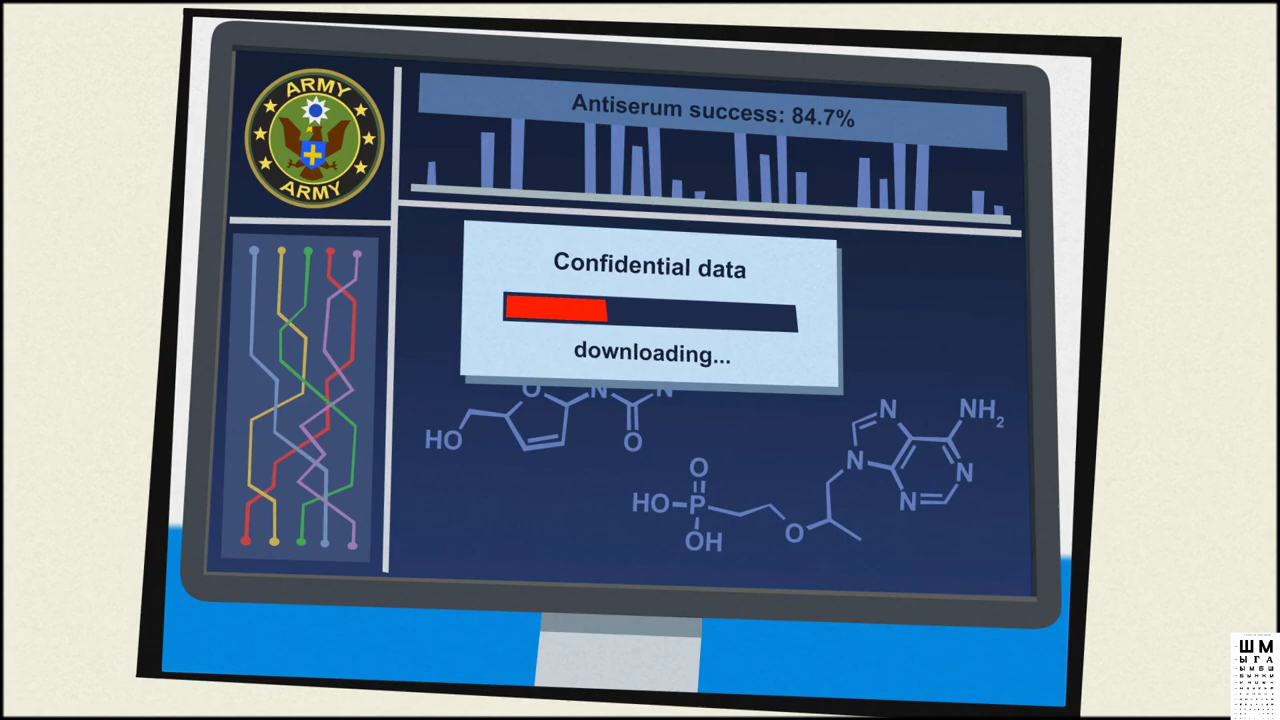 ARMY
ARMY
Antiserum success: 84.7%
Confidential data
downloading...
HO
O
N
N
O
HO
P
O
OH
O
N
N
N
N
NH2
Ш М
Ы Г А
Ы М Б Ш